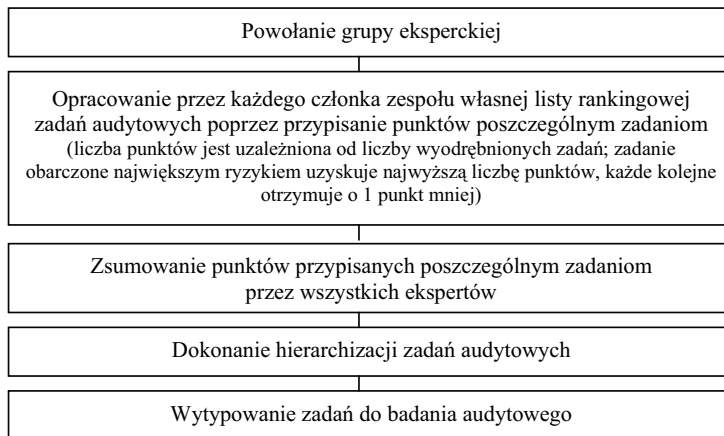 Powołanie grupy eksperckiej
Opracowanie przez każdego członka zespołu własnej listy rankingowej
zadań audytowych poprzez przypisanie punktów poszczególnym zadaniom
(liczba punktów jest uzależniona od liczby wyodrębnionych zadań; zadanie
obarczone największym ryzykiem uzyskuje najwyższą liczbę punktów, każde kolejne
otrzymuje o 1 punkt mniej)
Zsumowanie punktów przypisanych poszczególnym zadaniom
przez wszystkich ekspertów
Dokonanie hierarchizacji zadań audytowych
Wytypowanie zadań do badania audytowego